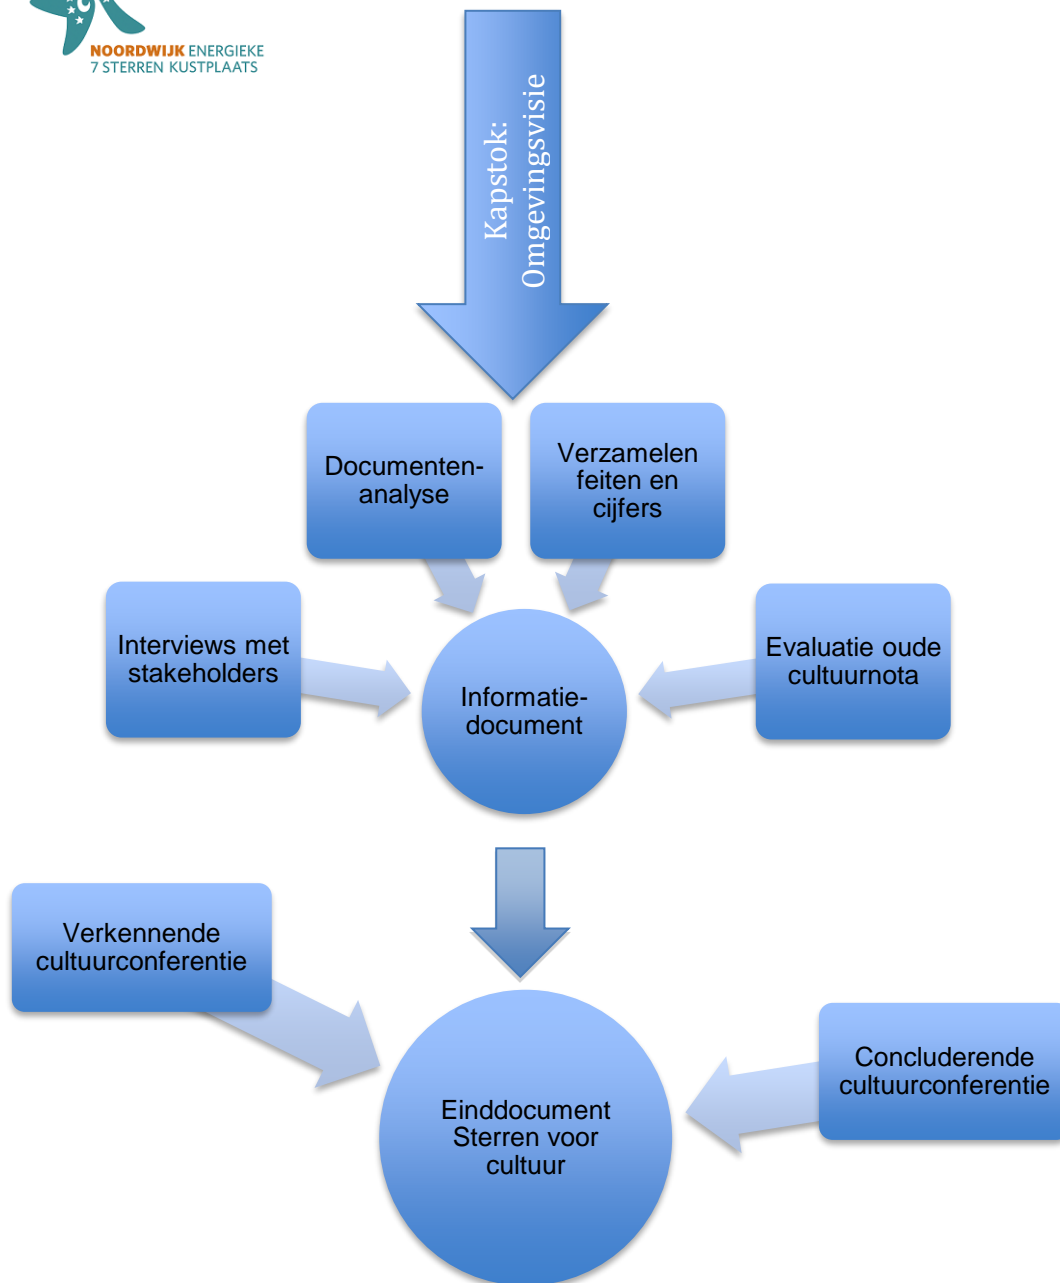 NOORDWIJK ENERGIEKE
7 STERREN KUSTPLAATS
Kapstok:
Omgevingsvisie
Documenten-
analyse
Verzamelen
feiten en
cijfers
Interviews met
stakeholders
Informatie-
document
Evaluatie oude
cultuurnota
Verkennende
cultuurconferentie
Concluderende
cultuurconferentie
Einddocument
Sterren voor
cultuur